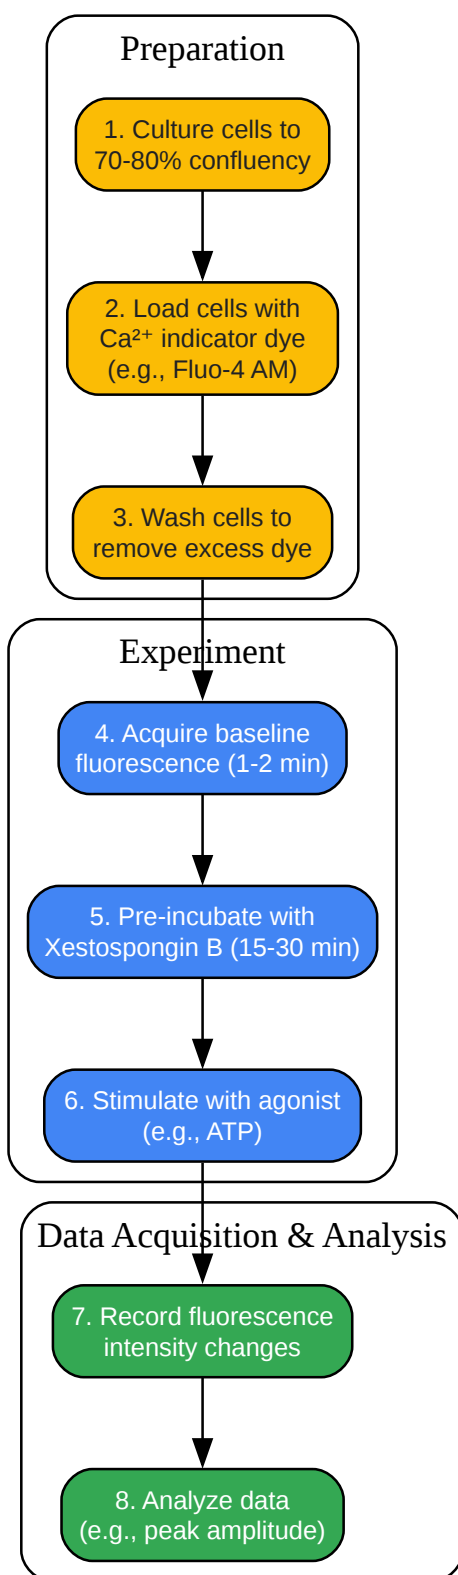 Preparation
1. Culture cells to
70-80% confluency
2. Load cells with
Ca²⁺ indicator dye
(e.g., Fluo-4 AM)
3. Wash cells to
remove excess dye
Experiment
4. Acquire baseline
fluorescence (1-2 min)
5. Pre-incubate with
Xestospongin B (15-30 min)
6. Stimulate with agonist
(e.g., ATP)
Data Acquisition & Analysis
7. Record fluorescence
intensity changes
8. Analyze data
(e.g., peak amplitude)